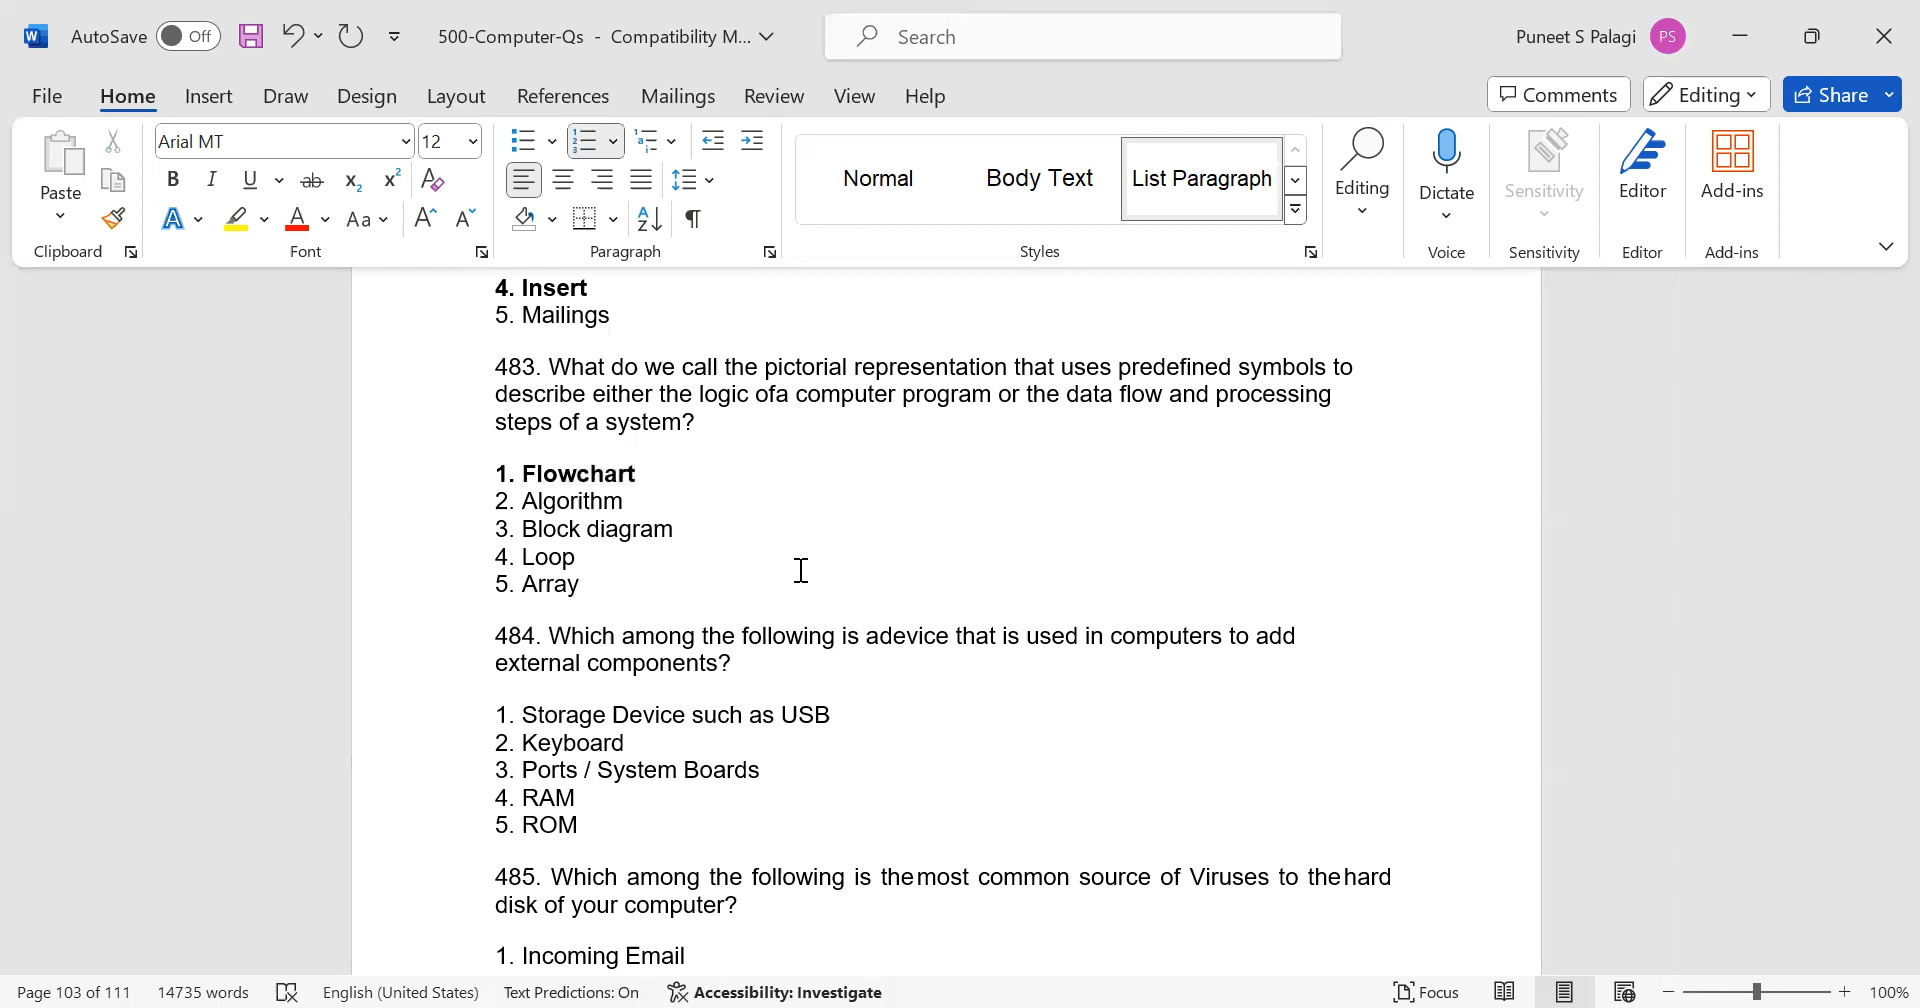 AutoSave Off 500-Computer-Qs - Compatibility M... Search Puneet S Palagi PS
File Home Insert Draw Design Layout References Mailings Review View Help Comments Editing Share
Arial MT 12
Paste Normal Body Text List Paragraph Editing Dictate Sensitivity Editor Add-ins
Clipboard Font Paragraph Styles Voice Sensitivity Editor Add-ins
4. Insert
5. Mailings
483. What do we call the pictorial representation that uses predefined symbols to
describe either the logic ofa computer program or the data flow and processing
steps of a system?
1. Flowchart
2. Algorithm
3. Block diagram
4. Loop
5. Array
484. Which among the following is adevice that is used in computers to add
external components?
1. Storage Device such as USB
2. Keyboard
3. Ports / System Boards
4. RAM
5. ROM
485. Which among the following is themost common source of Viruses to thehard
disk of your computer?
1. Incoming Email
Page 103 of 111 14735 words English (United States) Text Predictions: On Accessibility: Investigate Focus 100%